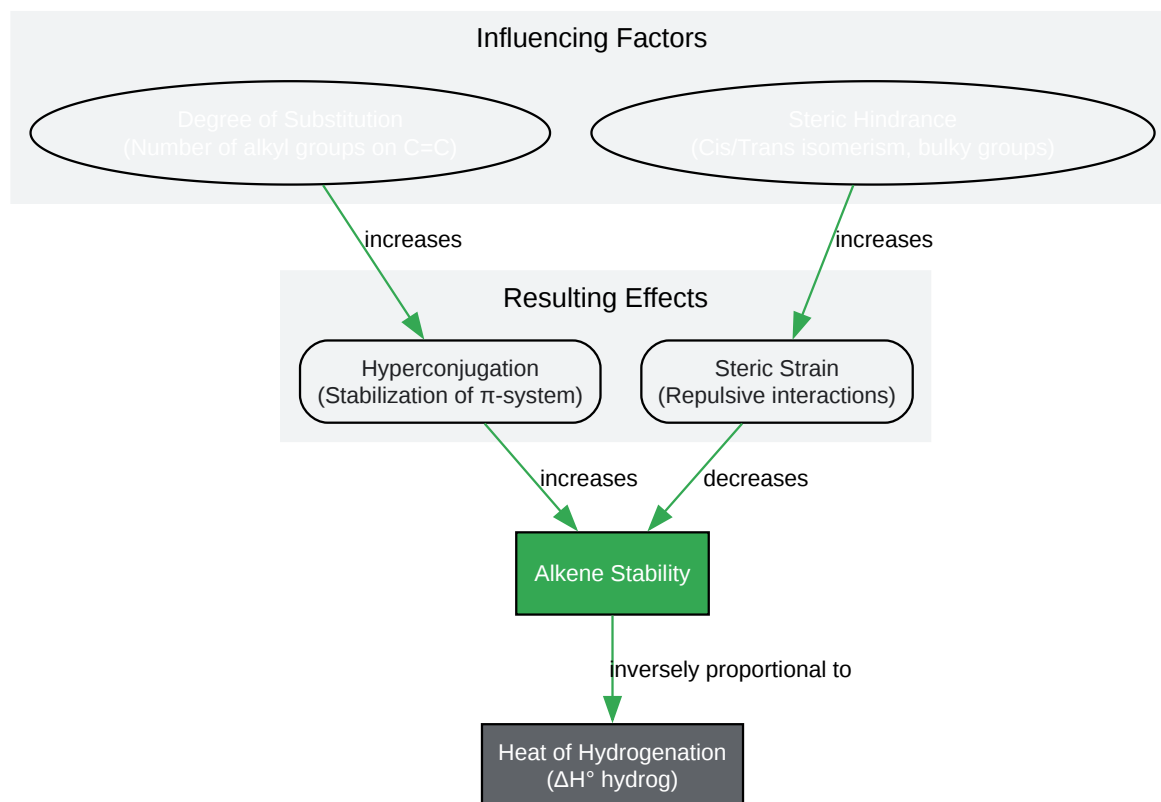 Influencing Factors
Degree of Substitution
(Number of alkyl groups on C=C)
Steric Hindrance
(Cis/Trans isomerism, bulky groups)
increases
increases
Resulting Effects
Hyperconjugation
(Stabilization of π-system)
Steric Strain
(Repulsive interactions)
increases
decreases
Alkene Stability
inversely proportional to
Heat of Hydrogenation
(ΔH° hydrog)